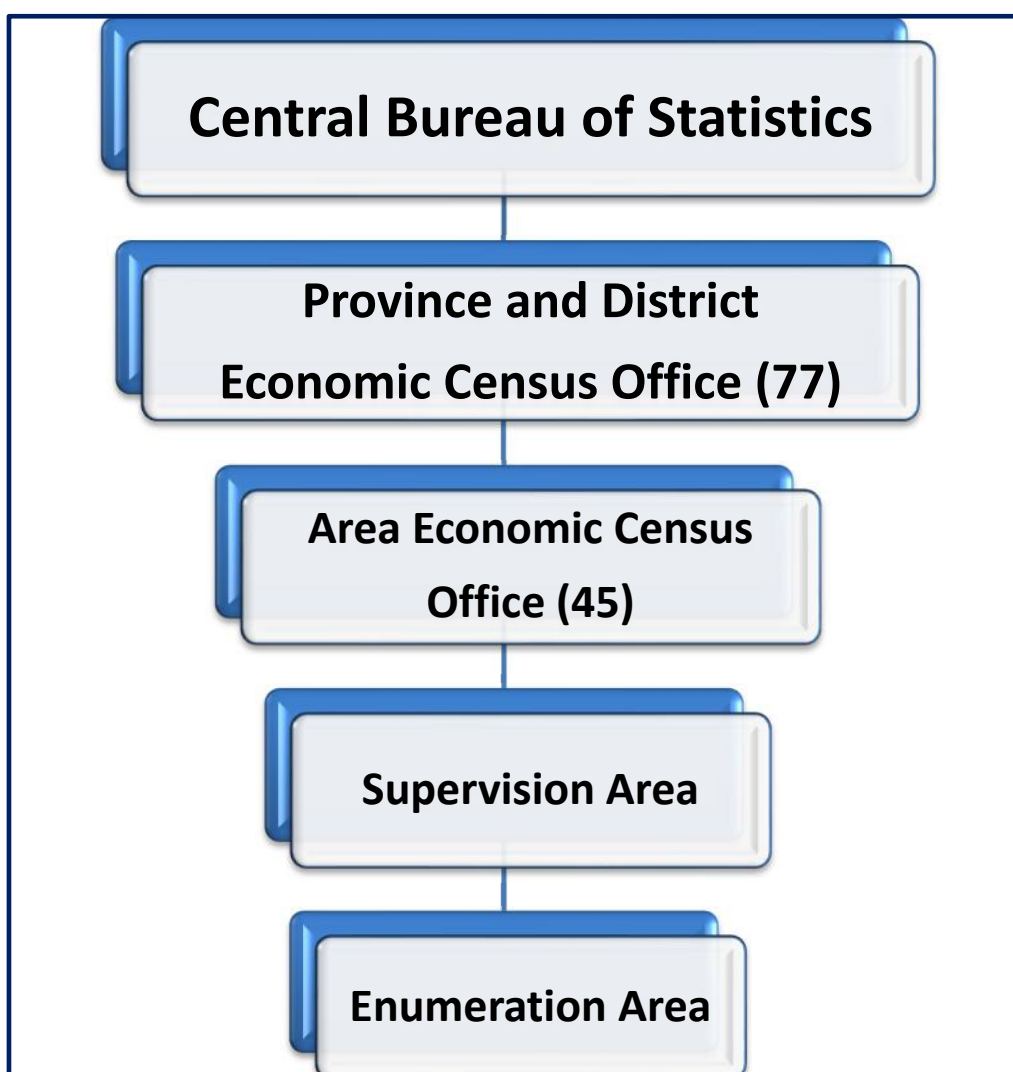 Central Bureau of Statistics
Province and District
Economic Census Office (77)
Area Economic Census
Office (45)
Supervision Area
Enumeration Area